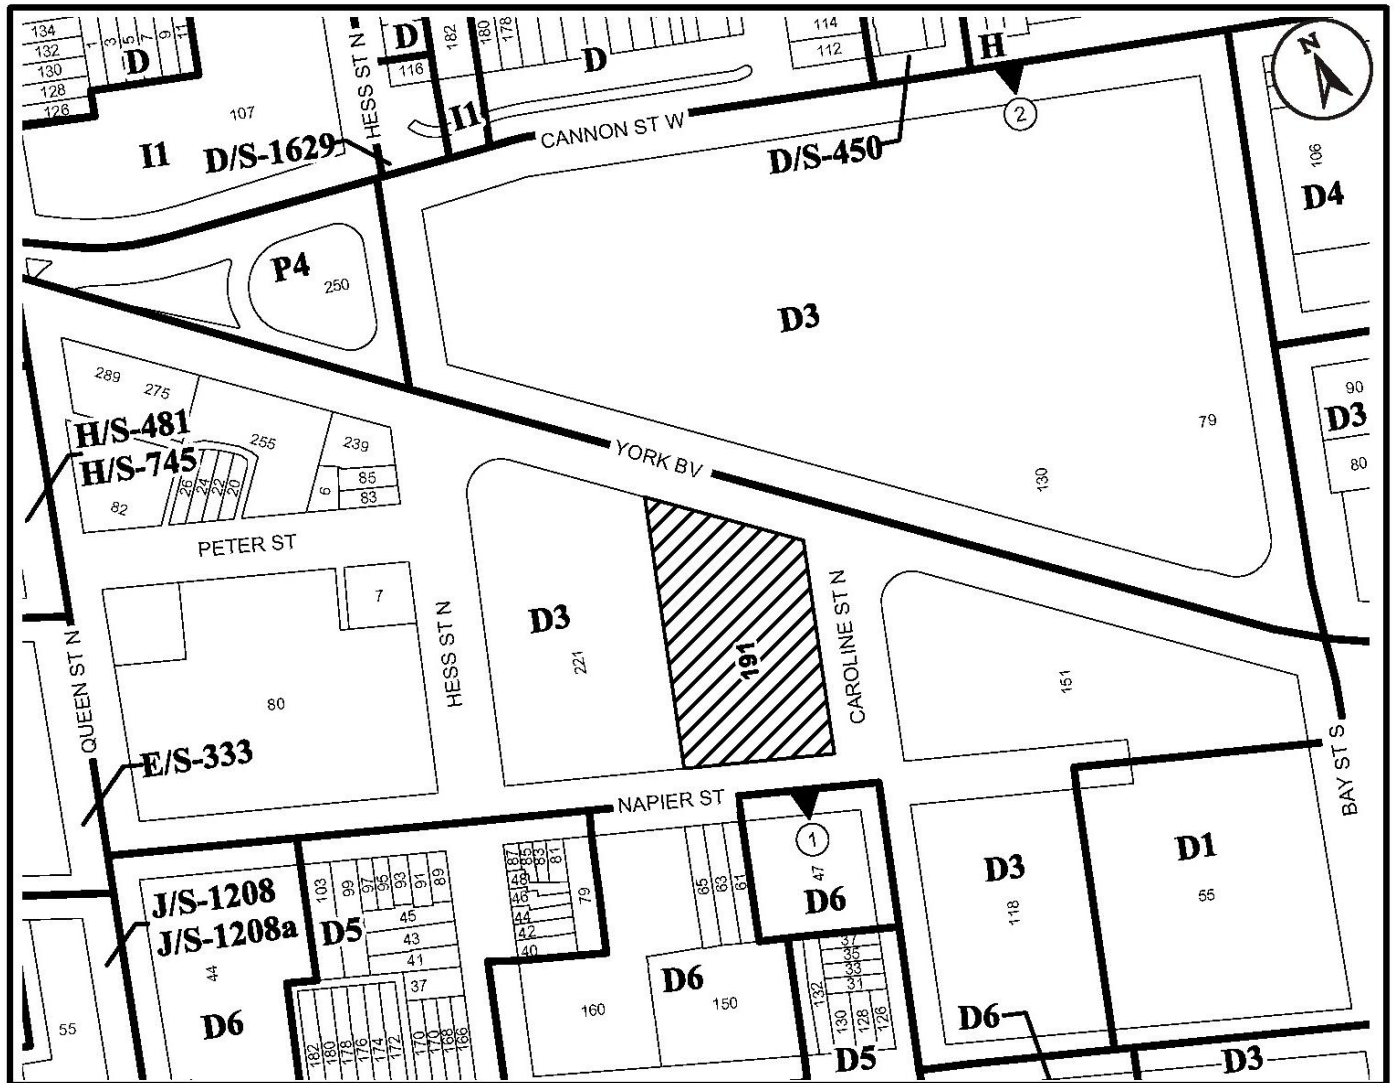 134
132
130
128
126
1
3
5
7
9
11
D
HESS ST N
D
116
182
180
178
D
114
112
H
N
107
I1
D/S-1629
I1
CANNON ST W
D/S-450
2
106
D4
P4
250
D3
289
275
255
239
H/S-481
H/S-745
26
24
22
20
6
85
83
82
YORK BV
79
130
90
D3
80
PETER ST
7
HESS ST N
D3
221
191
CAROLINE ST N
151
QUEEN ST N
80
E/S-333
BAY ST S
NAPIER ST
1
47
D6
D3
118
D1
55
J/S-1208
J/S-1208a
44
D6
55
103
99
97
95
93
91
89
D5
45
43
41
37
87
85
83
81
48
46
44
42
40
79
65
63
61
D6
160
150
37
35
33
31
132
130
128
126
D5
D6
D3
182
180
178
176
174
172
170
170
168
166